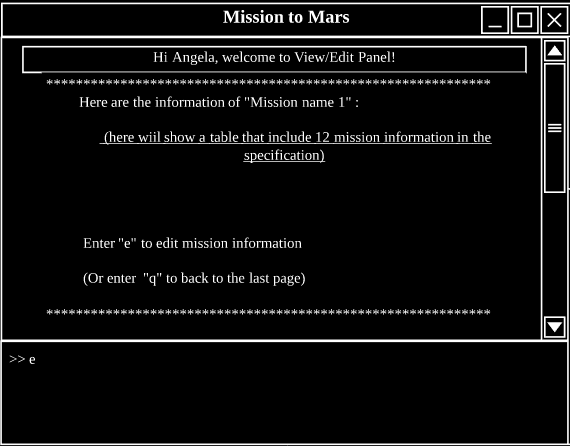 Mission to Mars
Hi Angela, welcome to View/Edit Panel!
************************************************************
Here are the information of "Mission name 1" :
(here wiil show a table that include 12 mission information in the
specification)
Enter "e" to edit mission information
(Or enter "q" to back to the last page)
************************************************************
>> e